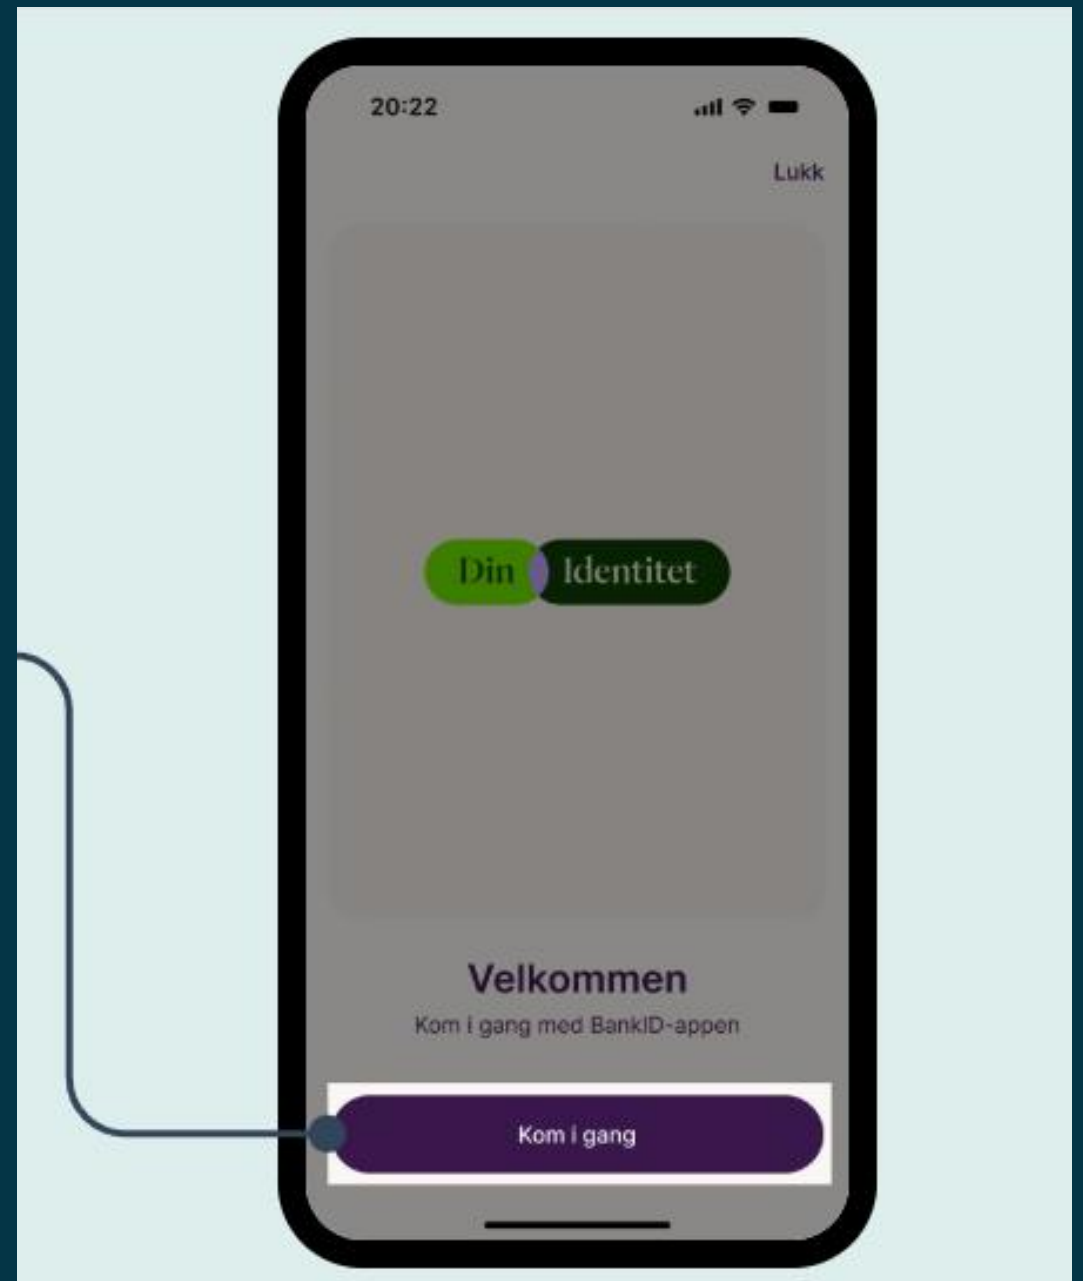 20:22
Lukk
Din Identitet
Velkommen
Kom i gang med BankID-appen
Kom i gang